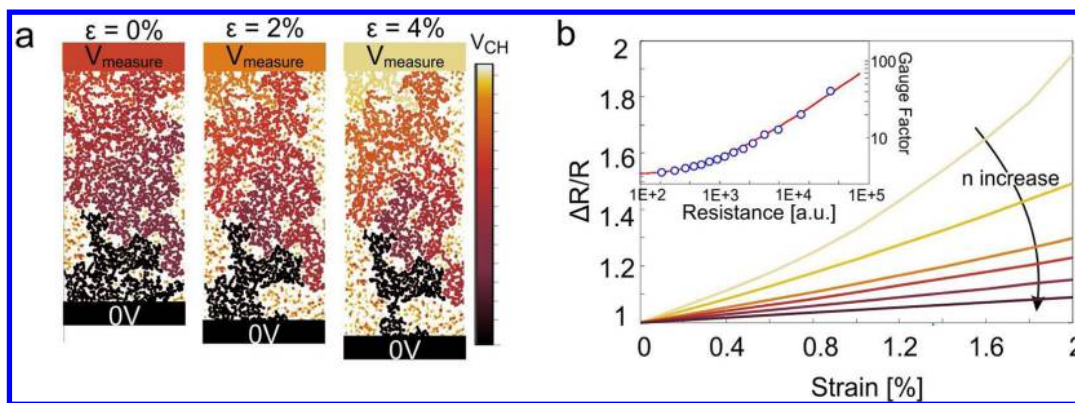 a
ε = 0%
ε = 2%
ε = 4%
V_CH
V_measure
V_measure
V_measure
0V
0V
0V
b
2
1.8
1.6
1.4
1.2
1
ΔR/R
0
0.4
0.8
1.2
1.6
2
Strain [%]
n increase
100
10
Gauge Factor
1E+2
1E+3
1E+4
1E+5
Resistance [a.u.]